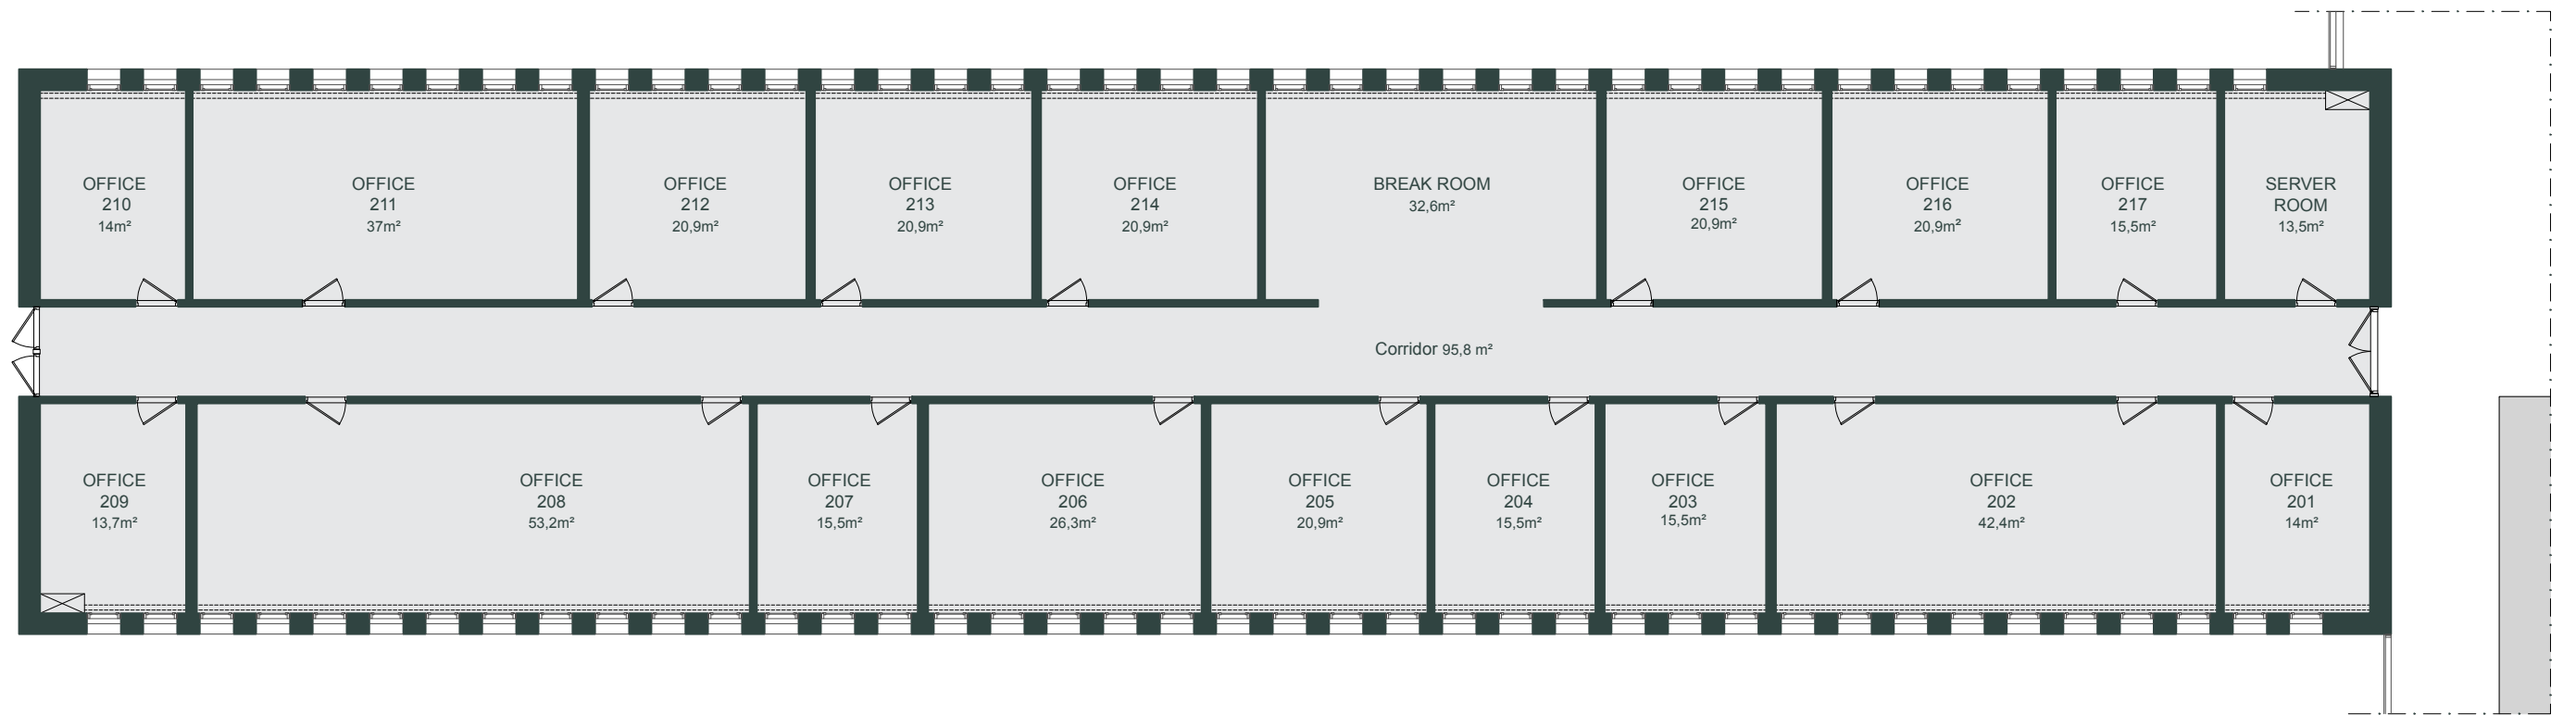 OFFICE
210
14m²
OFFICE
211
37m²
OFFICE
212
20,9m²
OFFICE
213
20,9m²
OFFICE
214
20,9m²
BREAK ROOM
32,6m²
OFFICE
215
20,9m²
OFFICE
216
20,9m²
OFFICE
217
15,5m²
SERVER
ROOM
13,5m²
Corridor 95,8 m²
OFFICE
209
13,7m²
OFFICE
208
53,2m²
OFFICE
207
15,5m²
OFFICE
206
26,3m²
OFFICE
205
20,9m²
OFFICE
204
15,5m²
OFFICE
203
15,5m²
OFFICE
202
42,4m²
OFFICE
201
14m²